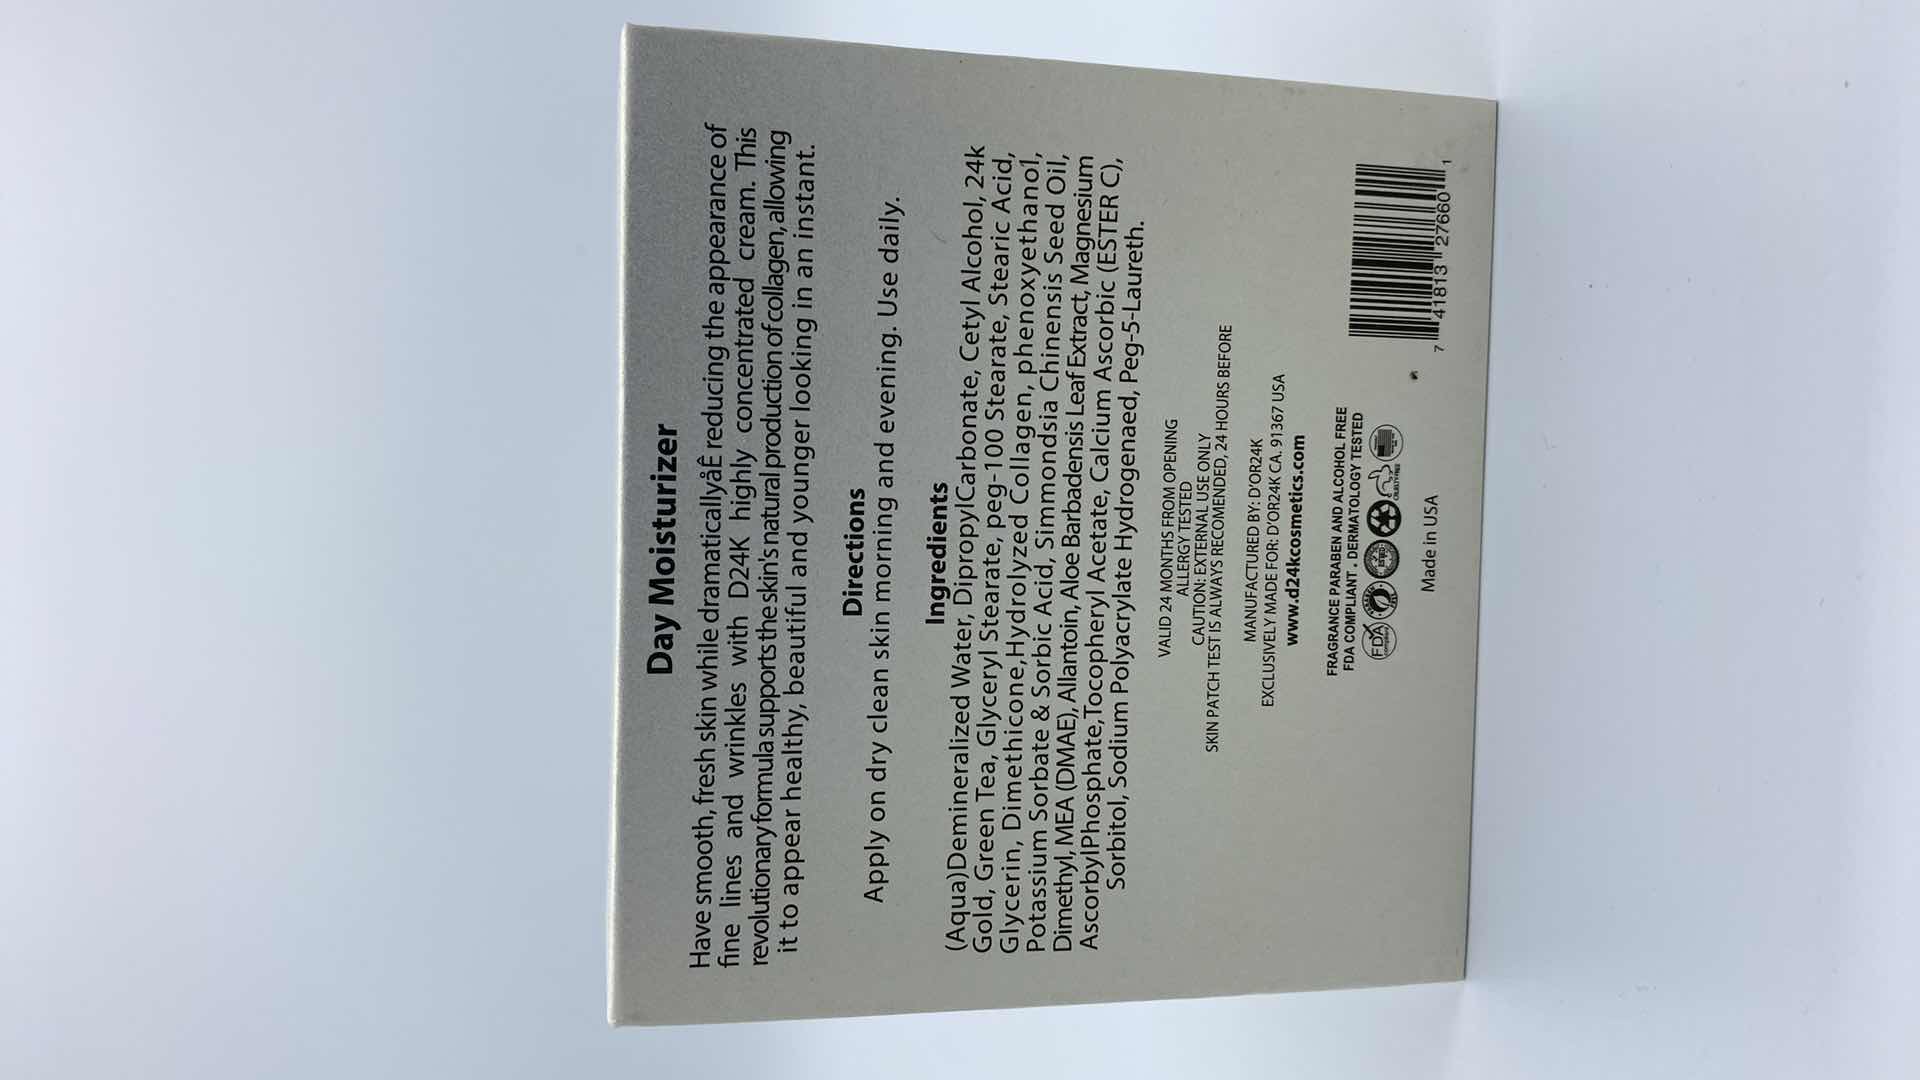 Day Moisturizer
Have smooth, fresh skin while dramaticallyåÊ reducing the appearance of
fine lines and wrinkles with D24K highly concentrated cream. This
revolutionary formula supports the skin's natural production of collagen, allowing
it to appear healthy, beautiful and younger looking in an instant.
Directions
Apply on dry clean skin morning and evening. Use daily.
Ingredients
(Aqua)Demineralized Water, DipropylCarbonate, Cetyl Alcohol, 24k
Gold, Green Tea, Glyceryl Stearate, peg-100 Stearate, Stearic Acid,
Glycerin, Dimethicone,Hydrolyzed Collagen, phenoxyethanol,
Potassium Sorbate & Sorbic Acid, Simmondsia Chinensis Seed Oil,
Dimethyl, MEA (DMAE), Allantoin, Aloe Barbadensis Leaf Extract, Magnesium
AscorbylPhosphate,Tocopheryl Acetate, Calcium Ascorbic (ESTER C),
Sorbitol, Sodium Polyacrylate Hydrogenaed, Peg-5-Laureth.
VALID 24 MONTHS FROM OPENING
ALLERGY TESTED
CAUTION: EXTERNAL USE ONLY
SKIN PATCH TEST IS ALWAYS RECOMENDED, 24 HOURS BEFORE
MANUFACTURED BY: D'OR24K
EXCLUSIVELY MADE FOR: D'OR24K CA. 91367 USA
www.d24kcosmetics.com
FRAGRANCE PARABEN AND ALCOHOL FREE
FDA COMPLIANT . DERMATOLOGY TESTED
FDA
CRUELTY FREE
Made in USA
7 41813 27660 1